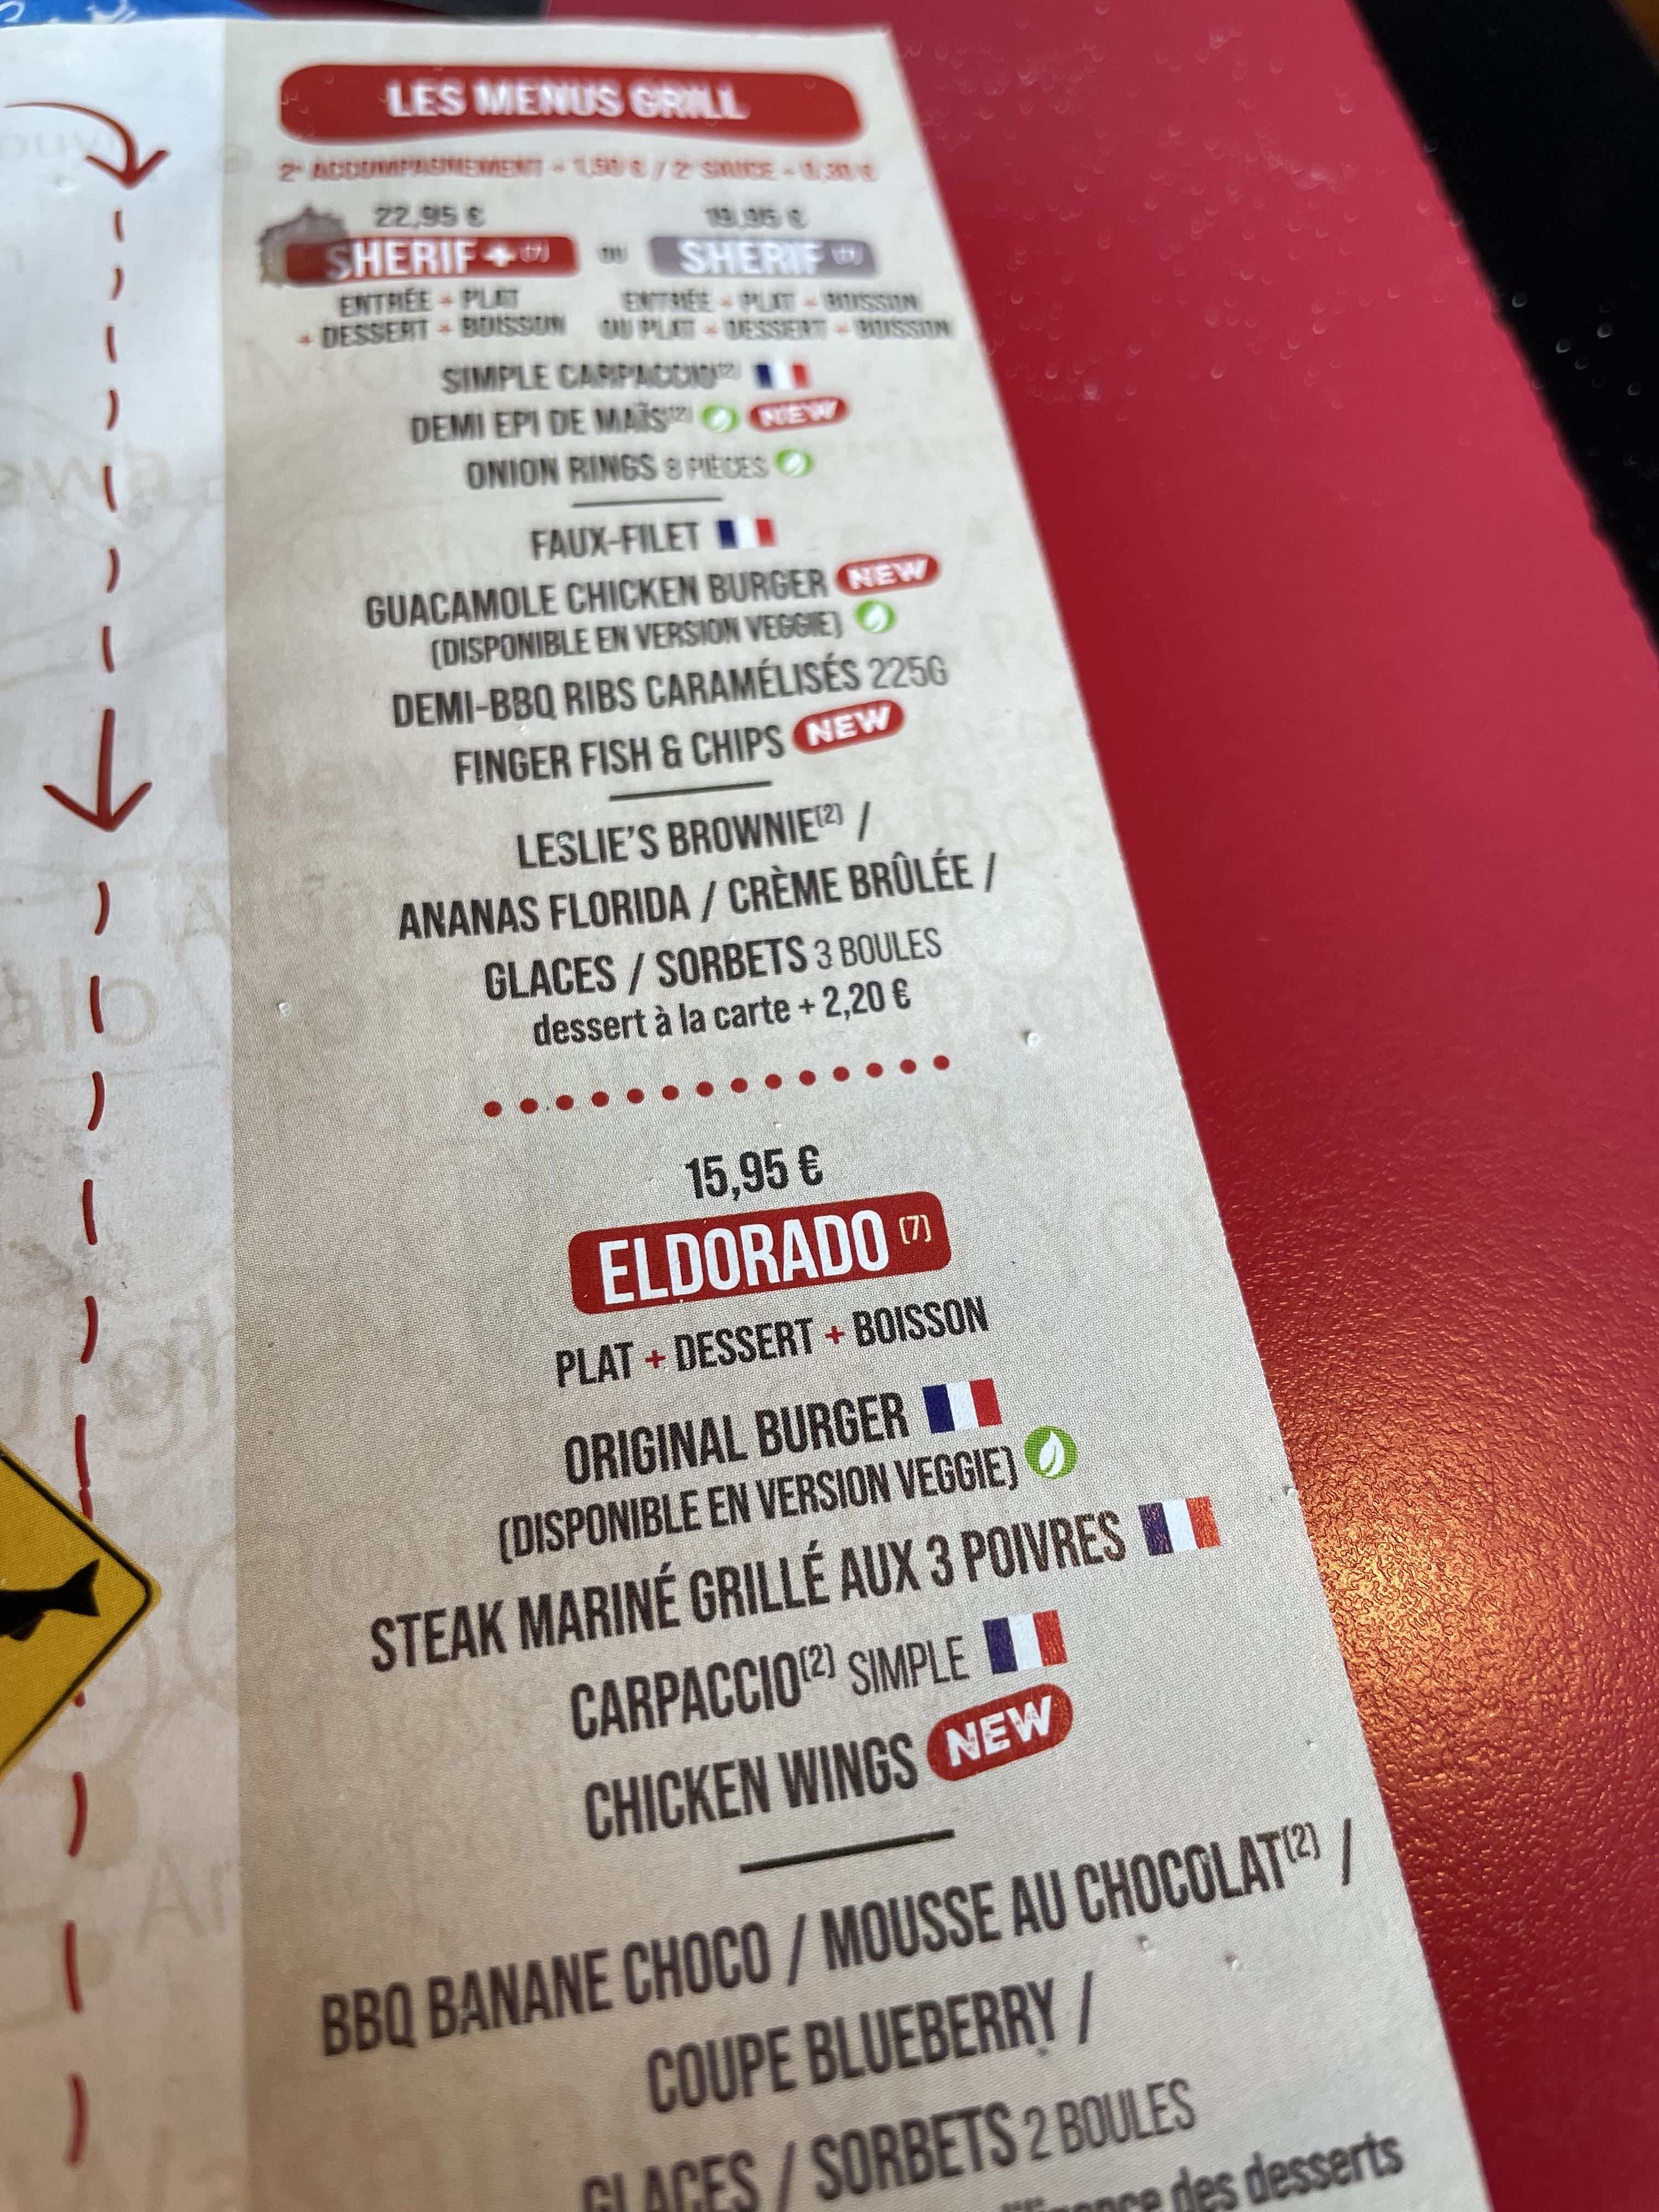 LES MENUS GRILL
2e ACCOMPAGNEMENT + 1,50 € / 2e SAUCE + 0,30 €
22,95 € 19,95 €
SHERIF + (7) OU SHERIF (7)
ENTRÉE + PLAT ENTRÉE + PLAT + BOISSON
+ DESSERT + BOISSON OU PLAT + DESSERT + BOISSON
SIMPLE CARPACCIO(2)
DEMI EPI DE MAÏS(2) NEW
ONION RINGS 8 PIÈCES
FAUX-FILET
GUACAMOLE CHICKEN BURGER NEW
(DISPONIBLE EN VERSION VEGGIE)
DEMI-BBQ RIBS CARAMÉLISÉS 225G
FINGER FISH & CHIPS NEW
LESLIE'S BROWNIE(2) /
ANANAS FLORIDA / CRÈME BRÛLÉE /
GLACES / SORBETS 3 BOULES
dessert à la carte + 2,20 €
15,95 €
ELDORADO (7)
PLAT + DESSERT + BOISSON
ORIGINAL BURGER
(DISPONIBLE EN VERSION VEGGIE)
STEAK MARINÉ GRILLÉ AUX 3 POIVRES
CARPACCIO(2) SIMPLE
CHICKEN WINGS NEW
BBQ BANANE CHOCO / MOUSSE AU CHOCOLAT(2) /
COUPE BLUEBERRY /
GLACES / SORBETS 2 BOULES
des desserts